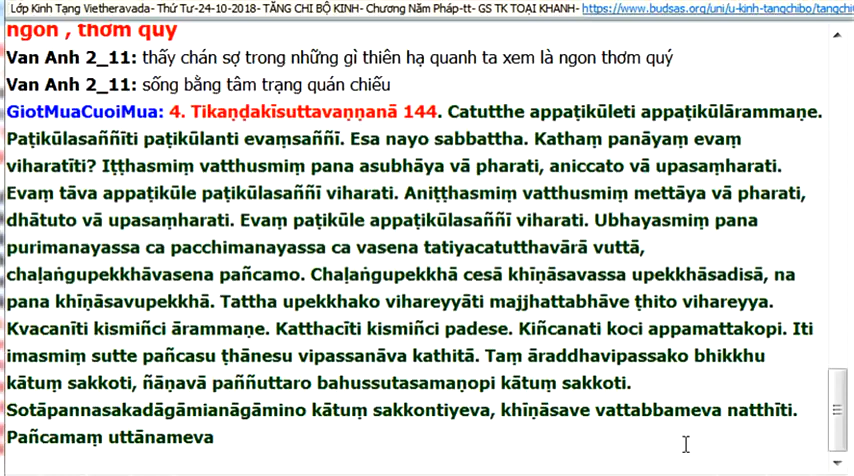 Lớp Kinh Tạng Vietheravada- Thứ Tư-24-10-2018- TĂNG CHI BỘ KINH- Chương Năm Pháp-tt- GS TK TOẠI KHANH- https://www.budsas.org/uni/u-kinh-tangchibo/tangchi
ngon , thơm quý
Van Anh 2_11: thấy chán sợ trong những gì thiên hạ quanh ta xem là ngon thơm quý
Van Anh 2_11: sống bằng tâm trạng quán chiếu
GiotMuaCuoiMua: 4. Tikaṇḍakīsuttavaṇṇanā 144. Catutthe appaṭikūleti appaṭikūlārammaṇe.
Paṭikūlasaññīti paṭikūlanti evaṃsaññī. Esa nayo sabbattha. Kathaṃ panāyaṃ evaṃ
viharatīti? Iṭṭhasmiṃ vatthusmiṃ pana asubhāya vā pharati, aniccato vā upasaṃharati.
Evaṃ tāva appaṭikūle paṭikūlasaññī viharati. Aniṭṭhasmiṃ vatthusmiṃ mettāya vā pharati,
dhātuto vā upasaṃharati. Evaṃ paṭikūle appaṭikūlasaññī viharati. Ubhayasmiṃ pana
purimanayassa ca pacchimanayassa ca vasena tatiyacatutthavārā vuttā,
chaḷaṅgupekkhāvasena pañcamo. Chaḷaṅgupekkhā cesā khīṇāsavassa upekkhāsadisā, na
pana khīṇāsavupekkhā. Tattha upekkhako vihareyyāti majjhattabhāve ṭhito vihareyya.
Kvacanīti kismiñci ārammaṇe. Katthacīti kismiñci padese. Kiñcanati koci appamattakopi. Iti
imasmiṃ sutte pañcasu ṭhānesu vipassanāva kathitā. Taṃ āraddhavipassako bhikkhu
kātuṃ sakkoti, ñāṇavā paññuttaro bahussutasamaṇopi kātuṃ sakkoti.
Sotāpannasakadāgāmianāgāmino kātuṃ sakkontiyeva, khīṇāsave vattabbameva natthīti.
Pañcamaṃ uttānameva